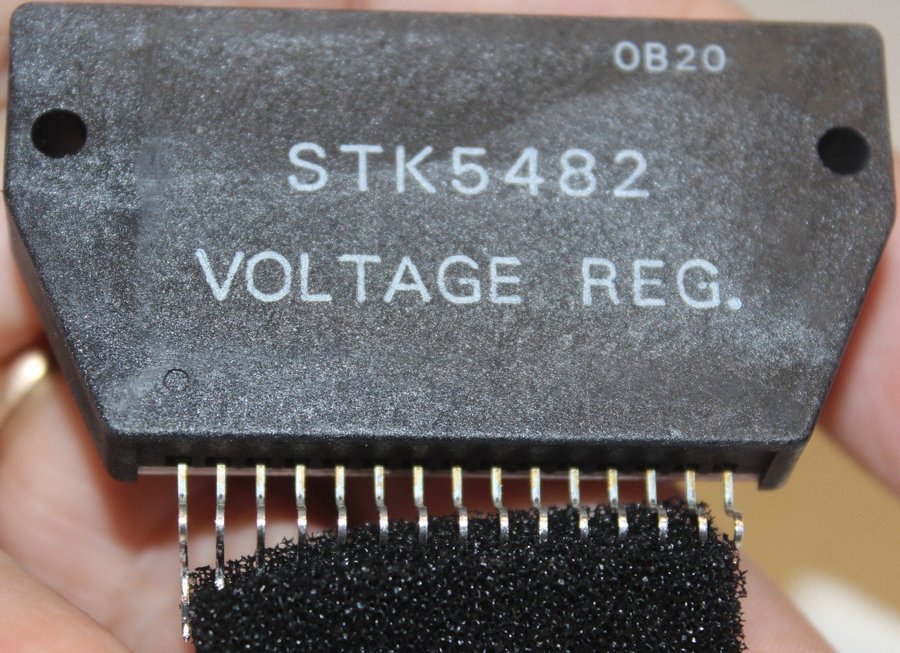 0B20
STK5482
VOLTAGE REG.